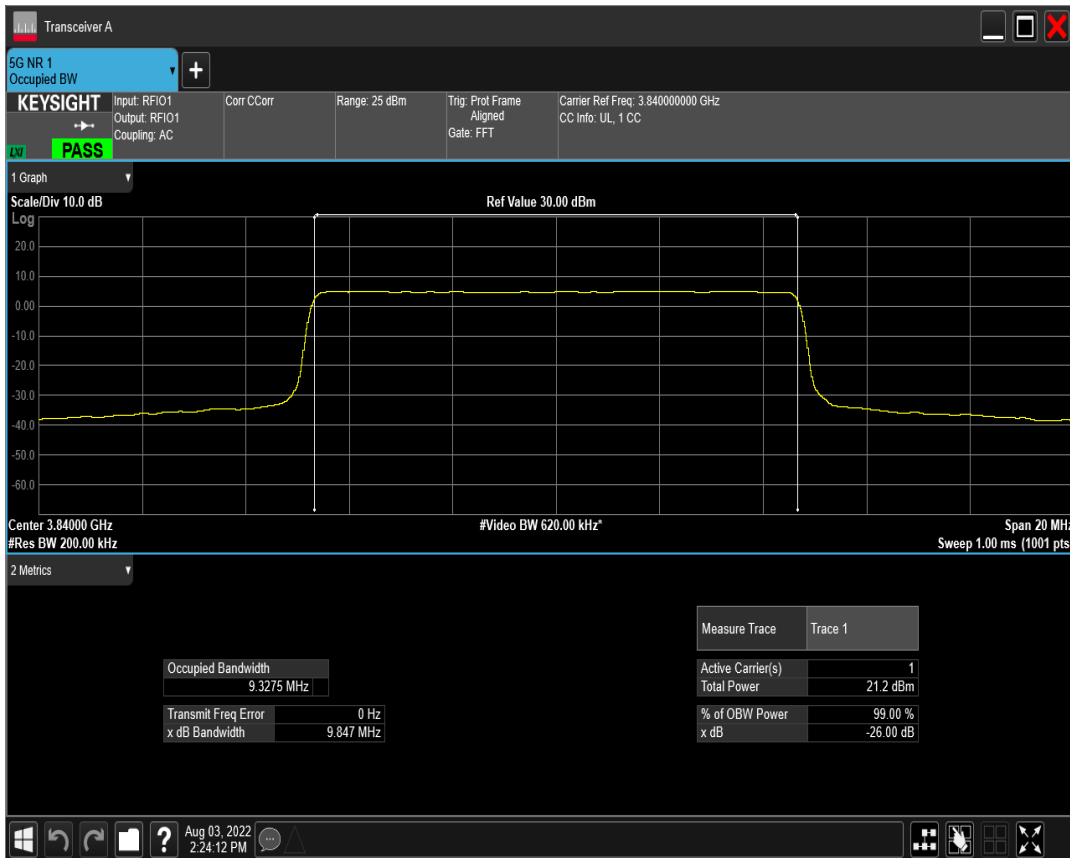 Transceiver A
5G NR 1
Occupied BW
+
KEYSIGHT
LXI
PASS
Input: RFIO1
Output: RFIO1
Coupling: AC
Corr CCorr
Range: 25 dBm
Trig: Prot Frame
Aligned
Gate: FFT
Carrier Ref Freq: 3.840000000 GHz
CC Info: UL, 1 CC
1 Graph
Scale/Div 10.0 dB
Ref Value 30.00 dBm
Log
20.0
10.0
0.00
-10.0
-20.0
-30.0
-40.0
-50.0
-60.0
Center 3.84000 GHz
#Video BW 620.00 kHz*
Span 20 MHz
#Res BW 200.00 kHz
Sweep 1.00 ms (1001 pts
2 Metrics
Measure Trace Trace 1
Occupied Bandwidth
9.3275 MHz
Active Carrier(s) 1
Total Power 21.2 dBm
Transmit Freq Error 0 Hz
x dB Bandwidth 9.847 MHz
% of OBW Power 99.00 %
x dB -26.00 dB
?
Aug 03, 2022
2:24:12 PM